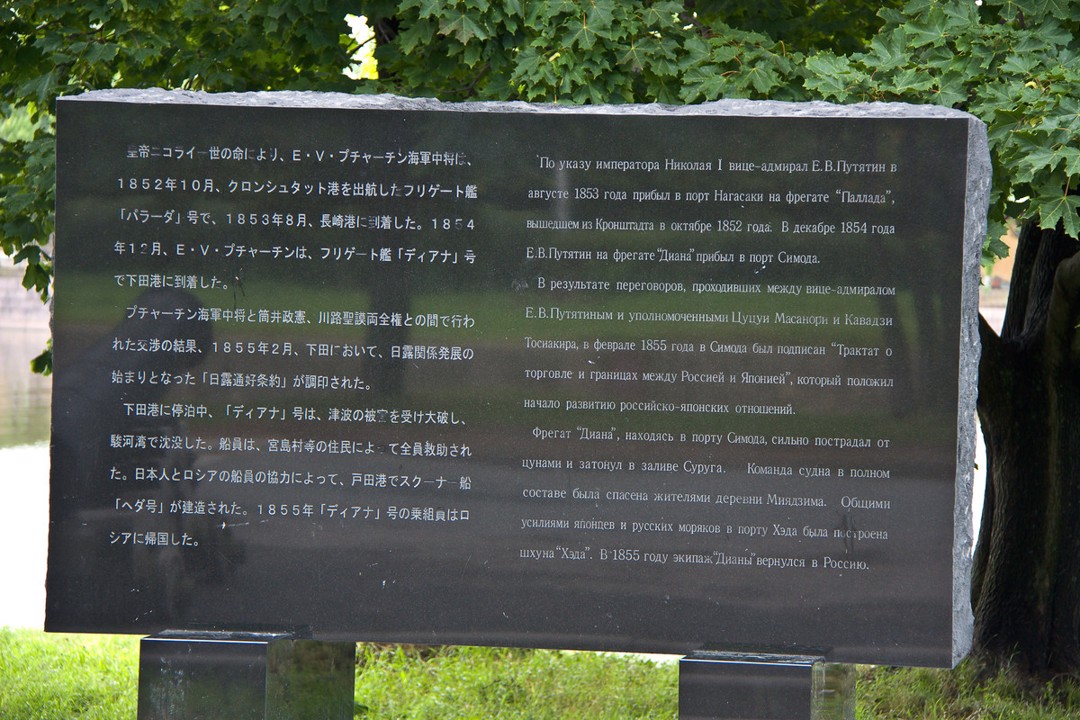 皇帝ニコライ一世の命により、E・V・プチャーチン海軍中将は、
1852年10月、クロンシュタット港を出航したフリゲート艦
「パラーダ」号で、1853年8月、長崎港に到着した。1854
年12月、E・V・プチャーチンは、フリゲート艦「ディアナ」号
で下田港に到着した。
プチャーチン海軍中将と筒井政憲、川路聖謨両全権との間で行わ
れた交渉の結果、1855年2月、下田において、日露関係発展の
始まりとなった「日露通好条約」が調印された。
下田港に停泊中、「ディアナ」号は、津波の被害を受け大破し、
駿河湾で沈没した。船員は、宮島村等の住民によって全員救助され
た。日本人とロシアの船員の協力によって、戸田港でスクーナー船
「ヘダ号」が建造された。1855年「ディアナ」号の乗組員はロ
シアに帰国した。
По указу императора Николая I вице-адмирал Е.В.Путятин в
августе 1853 года прибыл в порт Нагасаки на фрегате “Паллада”,
вышедшем из Кронштадта в октябре 1852 года. В декабре 1854 года
Е.В.Путятин на фрегате “Диана” прибыл в порт Симода.
В результате переговоров, проходивших между вице-адмиралом
Е.В.Путятиным и уполномоченными Цуцуи Масанори и Кавадзи
Тосиакира, в феврале 1855 года в Симода был подписан “Трактат о
торговле и границах между Россией и Японией”, который положил
начало развитию российско-японских отношений.
Фрегат “Диана”, находясь в порту Симода, сильно пострадал от
цунами и затонул в заливе Суруга. Команда судна в полном
составе была спасена жителями деревни Миядзима. Общими
усилиями японцев и русских моряков в порту Хэда была построена
шхуна “Хэда”. В 1855 году экипаж “Дианы” вернулся в Россию.